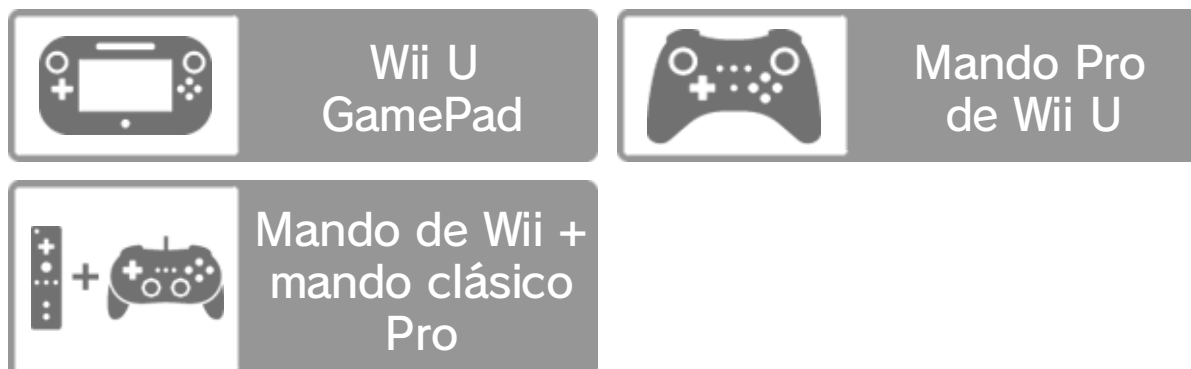 Wii U
GamePad
Mando Pro
de Wii U
Mando de Wii +
mando clásico
Pro